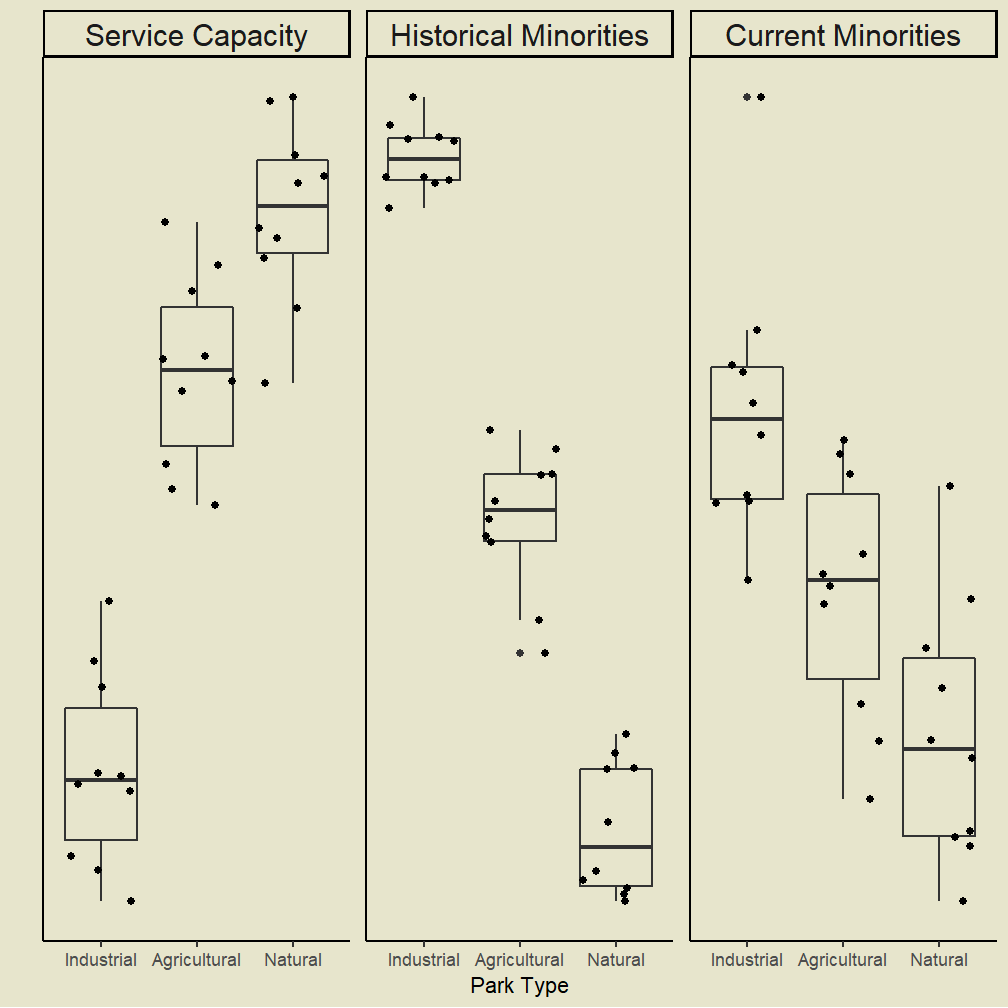 Service Capacity Historical Minorities Current Minorities
Industrial Agricultural Natural Industrial Agricultural Natural Industrial Agricultural Natural
Park Type